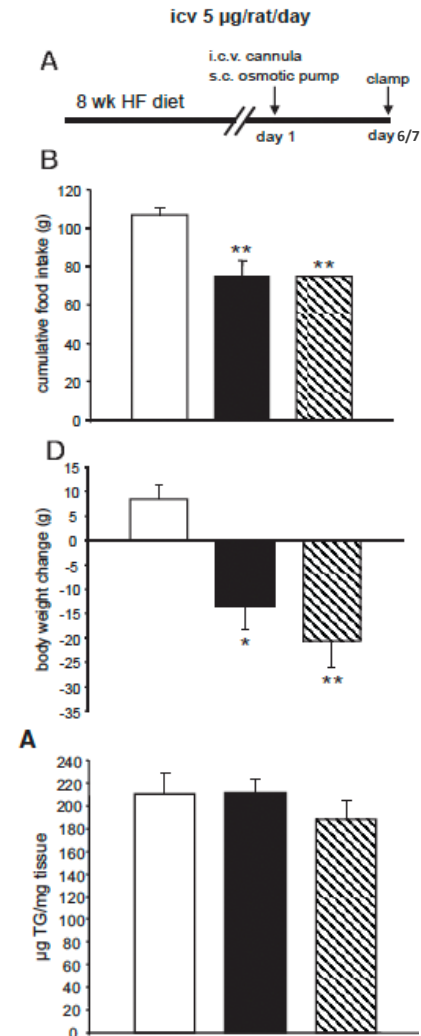 icv 5 µg/rat/day
A
i.c.v. cannula
s.c. osmotic pump
clamp
8 wk HF diet
day 1
day 6/7
B
cumulative food intake (g)
120
100
80
60
40
20
0
**
**
D
body weight change (g)
15
10
5
0
-5
-10
-15
-20
-25
-30
-35
*
**
A
µg TG/mg tissue
240
220
200
180
160
140
120
100
80
60
40
20
0